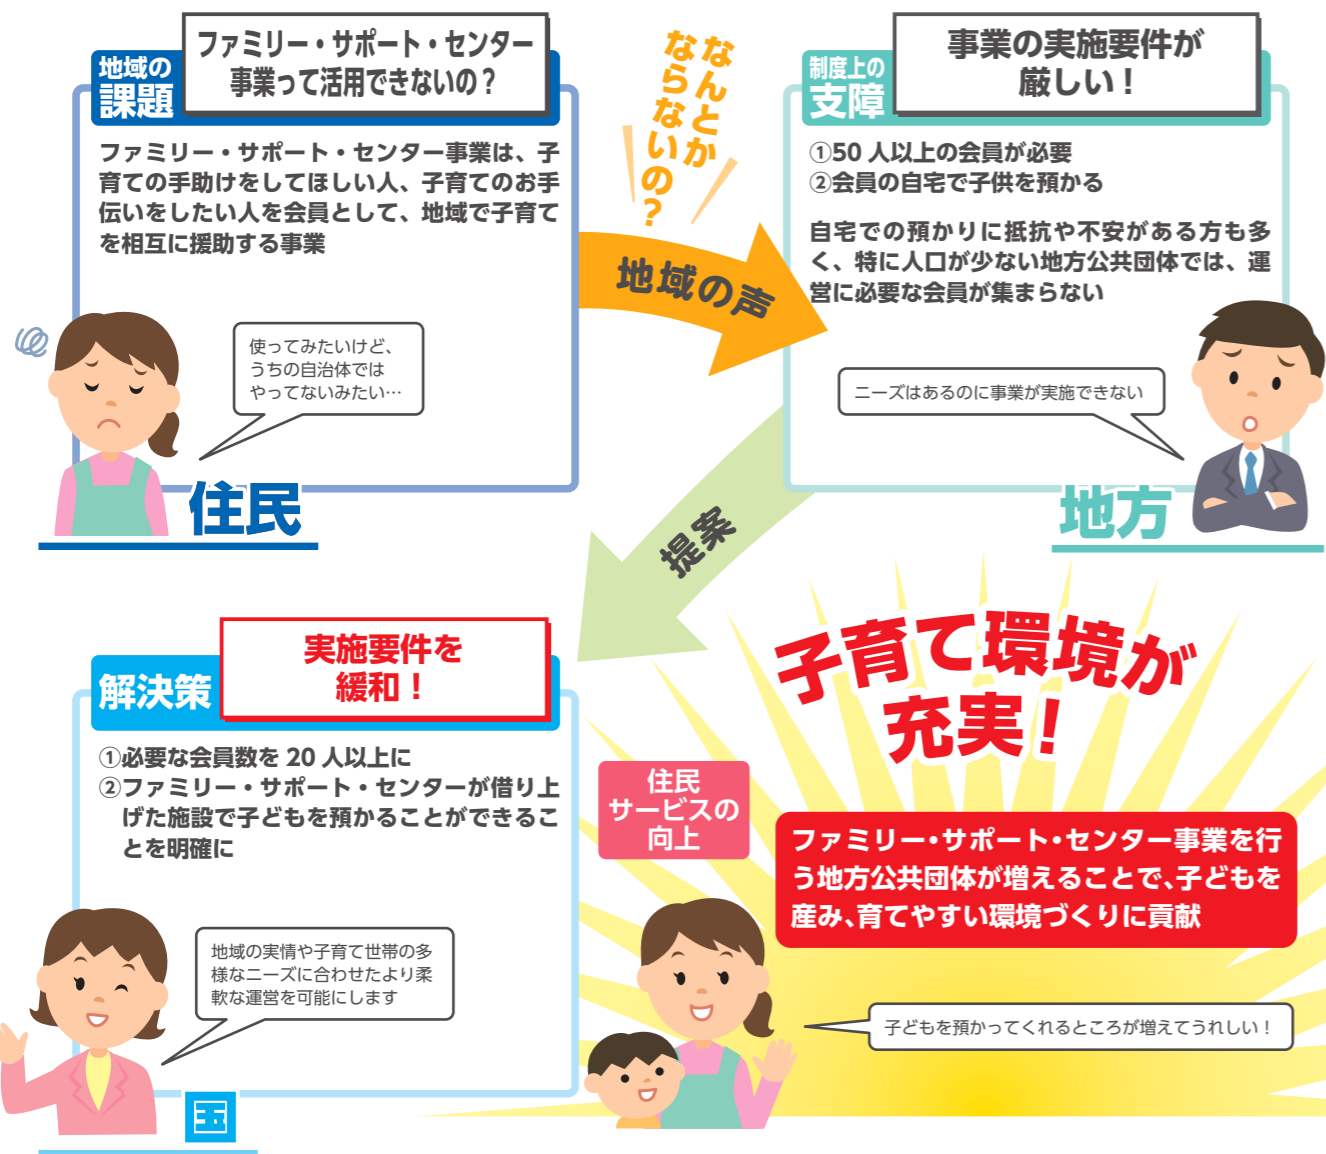 地域の
課題
ファミリー・サポート・センター
事業って活用できないの？
ファミリー・サポート・センター事業は、子
育ての手助けをしてほしい人、子育てのお手
伝いをしたい人を会員として、地域で子育て
を相互に援助する事業
使ってみたいけど、
うちの自治体では
やってないみたい…
住民
なんとか
ならないの？
地域の声
制度上の
支障
事業の実施要件が
厳しい！
①50 人以上の会員が必要
②会員の自宅で子供を預かる
自宅での預かりに抵抗や不安がある方も多
く、特に人口が少ない地方公共団体では、運
営に必要な会員が集まらない
ニーズはあるのに事業が実施できない
地方
提案
解決策
実施要件を
緩和！
①必要な会員数を 20 人以上に
②ファミリー・サポート・センターが借り上
げた施設で子どもを預かることができるこ
とを明確に
地域の実情や子育て世帯の多
様なニーズに合わせたより柔
軟な運営を可能にします
国
子育て環境が
充実！
住民
サービスの
向上
ファミリー・サポート・センター事業を行
う地方公共団体が増えることで、子どもを
産み、育てやすい環境づくりに貢献
子どもを預かってくれるところが増えてうれしい！